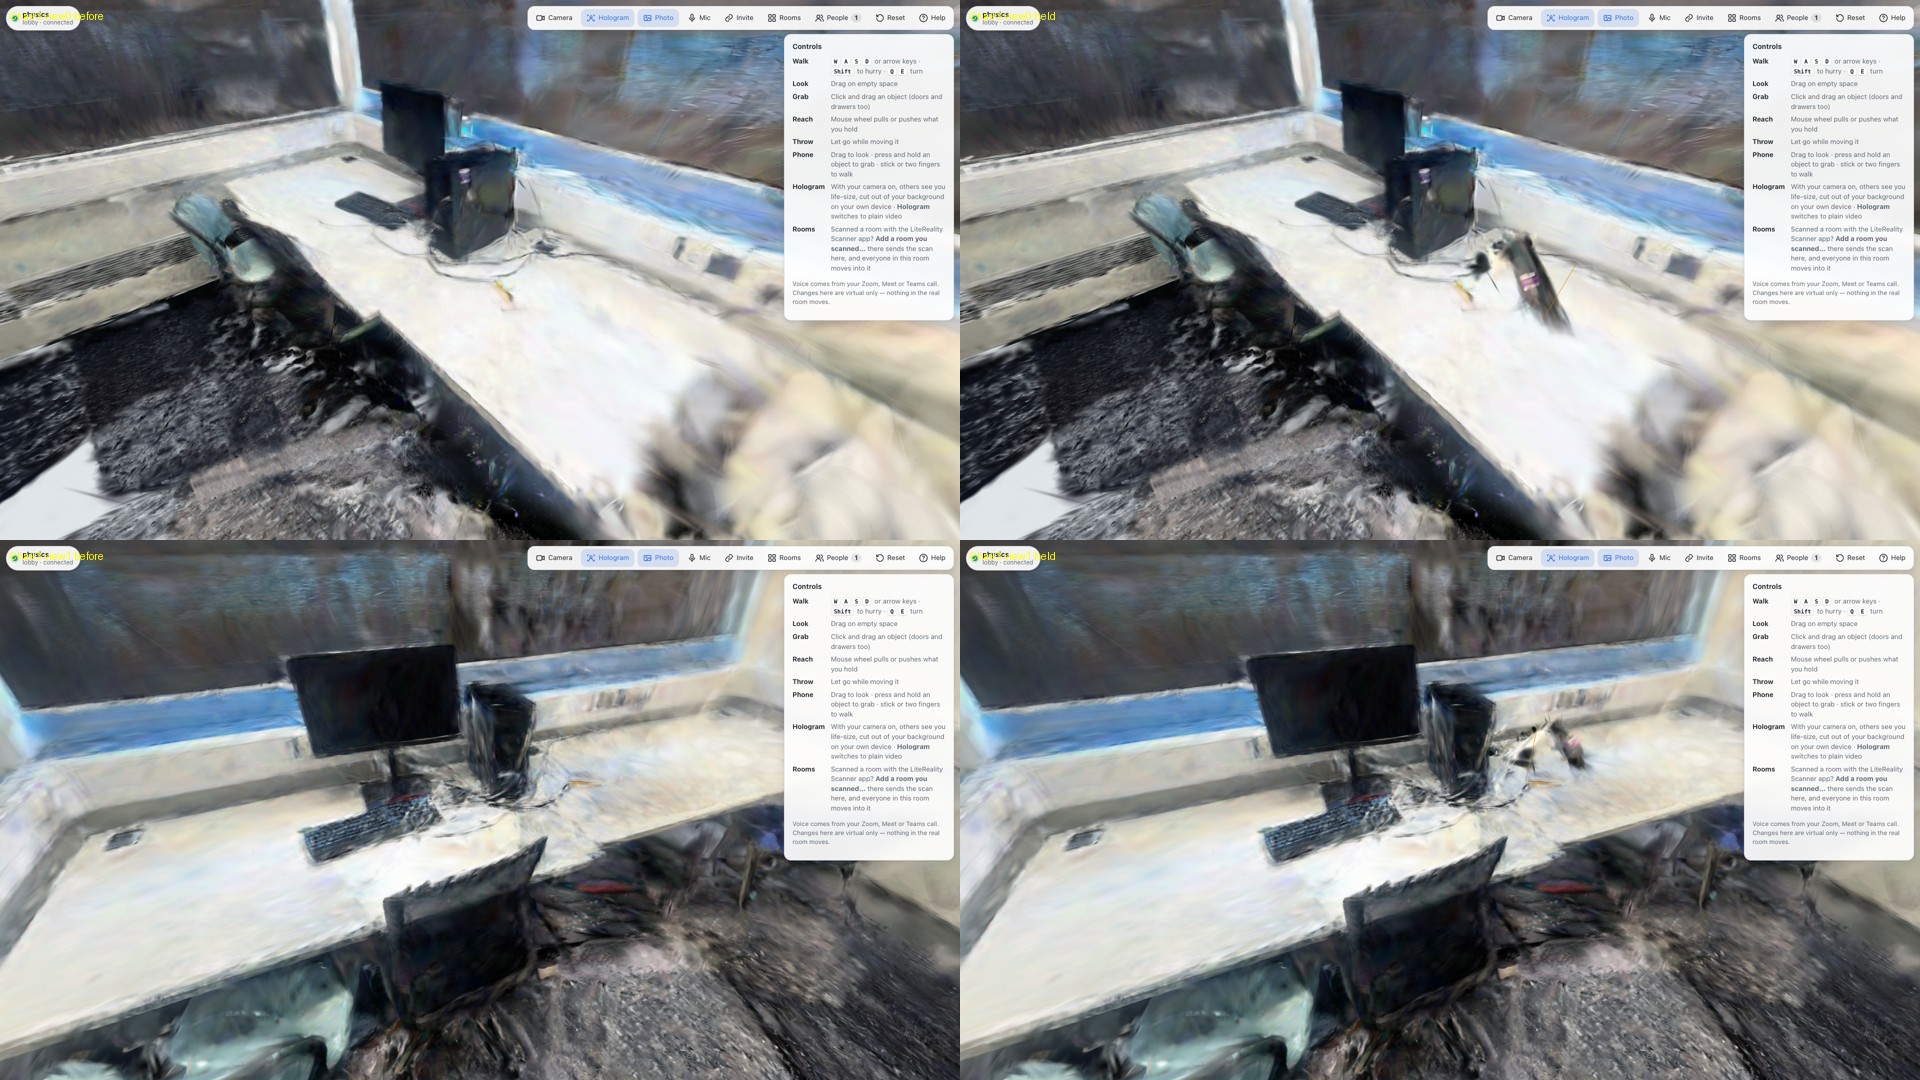 physics
lobby · connected
before
Camera Hologram Photo Mic Invite Rooms People 1 Reset Help
Controls
Walk W A S D or arrow keys ·
Shift to hurry · Q E turn
Look Drag on empty space
Grab Click and drag an object (doors and
drawers too)
Reach Mouse wheel pulls or pushes what
you hold
Throw Let go while moving it
Phone Drag to look · press and hold an
object to grab · stick or two fingers
to walk
Hologram With your camera on, others see you
life-size, cut out of your background
on your own device · Hologram
switches to plain video
Rooms Scanned a room with the LiteReality
Scanner app? Add a room you
scanned... there sends the scan
here, and everyone in this room
moves into it
Voice comes from your Zoom, Meet or Teams call.
Changes here are virtual only — nothing in the real
room moves.
physics
lobby · connected
held
Camera Hologram Photo Mic Invite Rooms People 1 Reset Help
Controls
Walk W A S D or arrow keys ·
Shift to hurry · Q E turn
Look Drag on empty space
Grab Click and drag an object (doors and
drawers too)
Reach Mouse wheel pulls or pushes what
you hold
Throw Let go while moving it
Phone Drag to look · press and hold an
object to grab · stick or two fingers
to walk
Hologram With your camera on, others see you
life-size, cut out of your background
on your own device · Hologram
switches to plain video
Rooms Scanned a room with the LiteReality
Scanner app? Add a room you
scanned... there sends the scan
here, and everyone in this room
moves into it
Voice comes from your Zoom, Meet or Teams call.
Changes here are virtual only — nothing in the real
room moves.
physics
lobby · connected
before
Camera Hologram Photo Mic Invite Rooms People 1 Reset Help
Controls
Walk W A S D or arrow keys ·
Shift to hurry · Q E turn
Look Drag on empty space
Grab Click and drag an object (doors and
drawers too)
Reach Mouse wheel pulls or pushes what
you hold
Throw Let go while moving it
Phone Drag to look · press and hold an
object to grab · stick or two fingers
to walk
Hologram With your camera on, others see you
life-size, cut out of your background
on your own device · Hologram
switches to plain video
Rooms Scanned a room with the LiteReality
Scanner app? Add a room you
scanned... there sends the scan
here, and everyone in this room
moves into it
Voice comes from your Zoom, Meet or Teams call.
Changes here are virtual only — nothing in the real
room moves.
physics
lobby · connected
held
Camera Hologram Photo Mic Invite Rooms People 1 Reset Help
Controls
Walk W A S D or arrow keys ·
Shift to hurry · Q E turn
Look Drag on empty space
Grab Click and drag an object (doors and
drawers too)
Reach Mouse wheel pulls or pushes what
you hold
Throw Let go while moving it
Phone Drag to look · press and hold an
object to grab · stick or two fingers
to walk
Hologram With your camera on, others see you
life-size, cut out of your background
on your own device · Hologram
switches to plain video
Rooms Scanned a room with the LiteReality
Scanner app? Add a room you
scanned... there sends the scan
here, and everyone in this room
moves into it
Voice comes from your Zoom, Meet or Teams call.
Changes here are virtual only — nothing in the real
room moves.